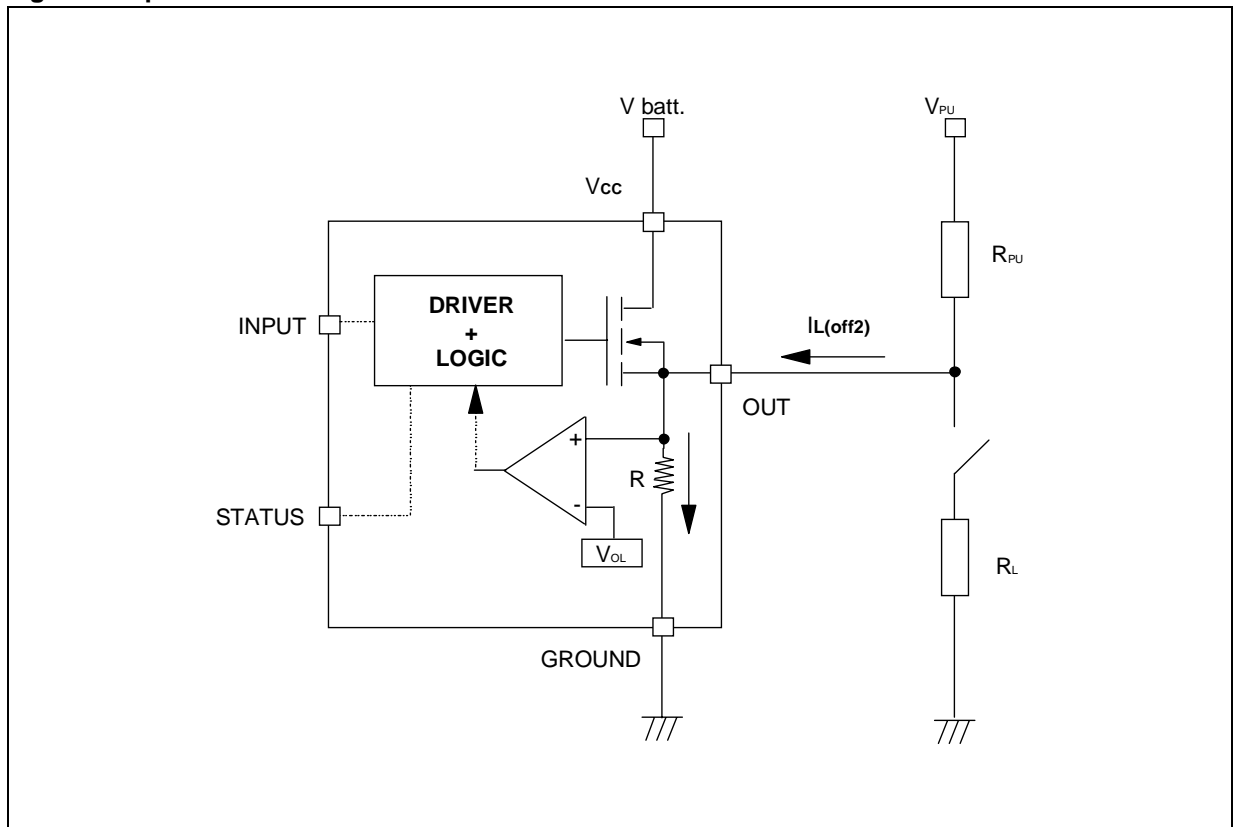 V batt.
VPU
Vcc
RPU
DRIVER
+
LOGIC
INPUT
IL(off2)
OUT
+
R
-
STATUS
VOL
RL
GROUND